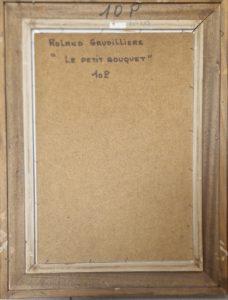 10 P
ROLAND GAUDILLIERE
" LE PETIT BOUQUET"
10P